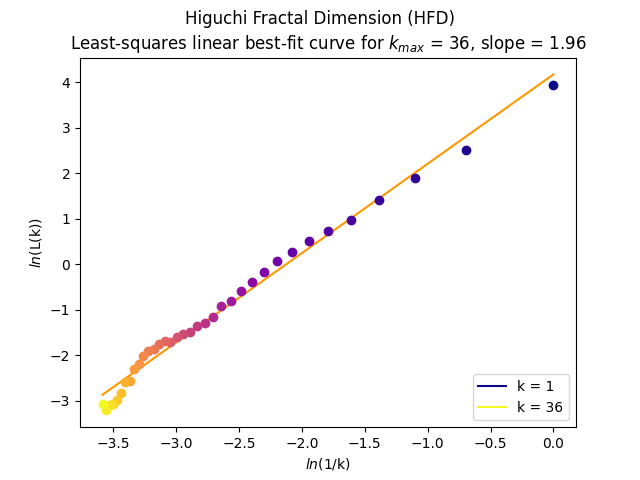 Higuchi Fractal Dimension (HFD)
Least-squares linear best-fit curve for k_max = 36, slope = 1.96
4
3
2
1
0
−1
−2
−3
ln(L(k))
k = 1
k = 36
−3.5 −3.0 −2.5 −2.0 −1.5 −1.0 −0.5 0.0
ln(1/k)